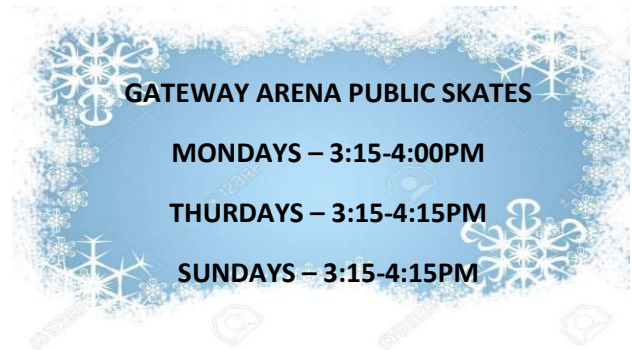 GATEWAY ARENA PUBLIC SKATES
MONDAYS – 3:15-4:00PM
THURDAYS – 3:15-4:15PM
SUNDAYS – 3:15-4:15PM